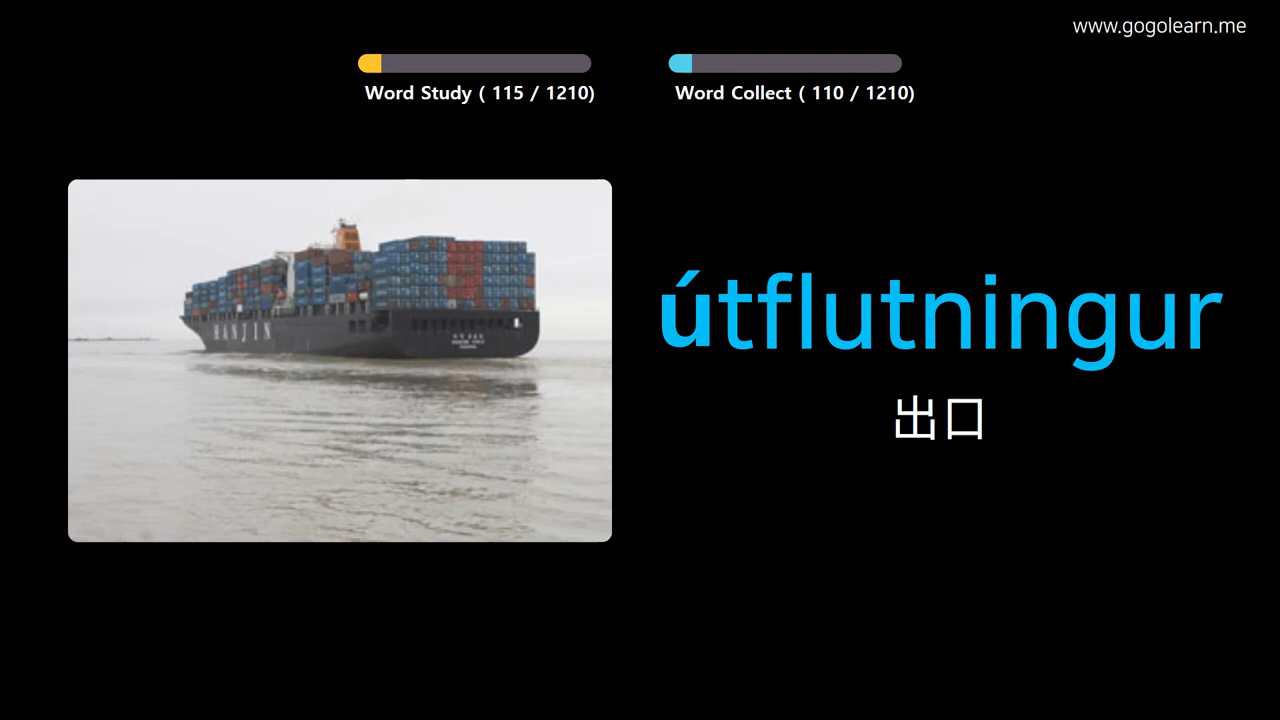 www.gogolearn.me
Word Study ( 115 / 1210)
Word Collect ( 110 / 1210)
HANJIN
útflutningur
出口